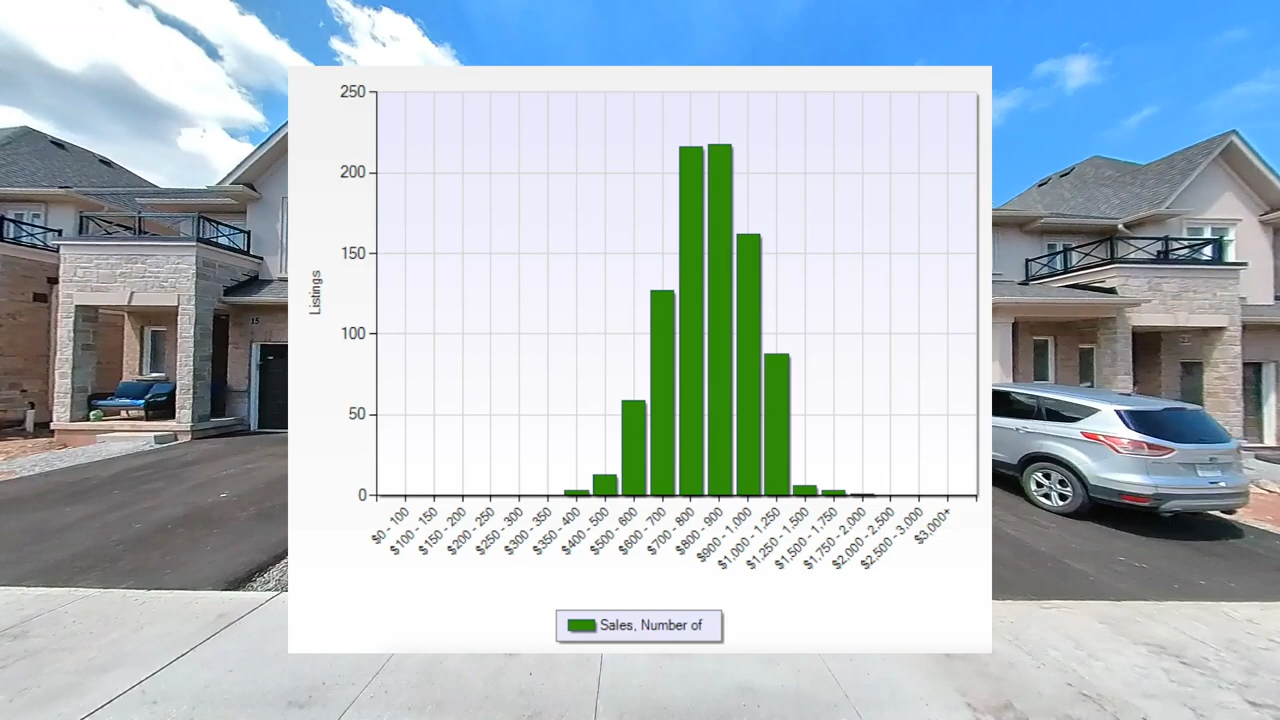 250
200
150
100
50
0
Listings
$0 - 100
$100 - 150
$150 - 200
$200 - 250
$250 - 300
$300 - 350
$350 - 400
$400 - 500
$500 - 600
$600 - 700
$700 - 800
$800 - 900
$900 - 1,000
$1,000 - 1,250
$1,250 - 1,500
$1,500 - 1,750
$1,750 - 2,000
$2,000 - 2,500
$2,500 - 3,000
$3,000+
Sales, Number of
15